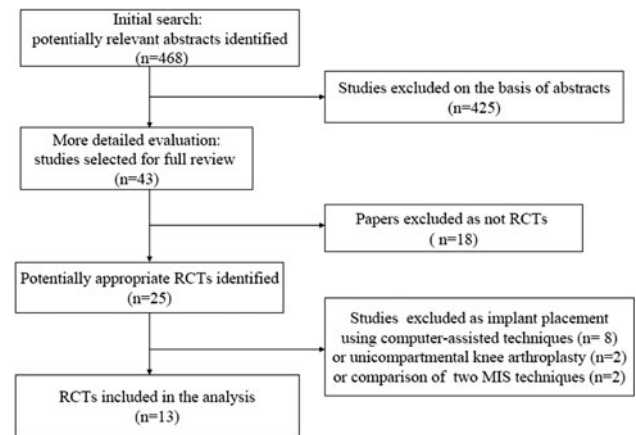 Initial search:
potentially relevant abstracts identified
(n=468)
Studies excluded on the basis of abstracts
(n=425)
More detailed evaluation:
studies selected for full review
(n=43)
Papers excluded as not RCTs
( n=18)
Potentially appropriate RCTs identified
(n=25)
Studies excluded as implant placement
using computer-assisted techniques (n= 8)
or unicompartmental knee arthroplasty (n=2)
or comparison of two MIS techniques (n=2)
RCTs included in the analysis
(n=13)